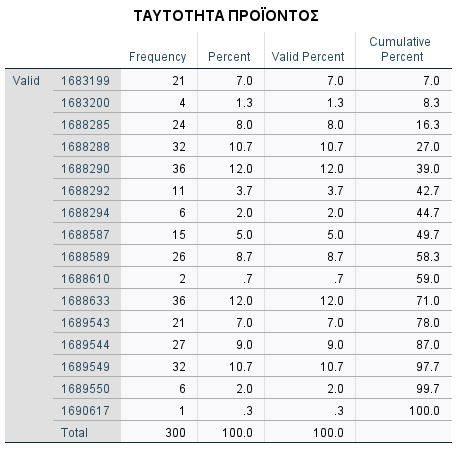 ΤΑΥΤΟΤΗΤΑ ΠΡΟΪΟΝΤΟΣ
Frequency Percent Valid Percent Cumulative Percent
Valid 1683199 21 7.0 7.0 7.0
1683200 4 1.3 1.3 8.3
1688285 24 8.0 8.0 16.3
1688288 32 10.7 10.7 27.0
1688290 36 12.0 12.0 39.0
1688292 11 3.7 3.7 42.7
1688294 6 2.0 2.0 44.7
1688587 15 5.0 5.0 49.7
1688589 26 8.7 8.7 58.3
1688610 2 .7 .7 59.0
1688633 36 12.0 12.0 71.0
1689543 21 7.0 7.0 78.0
1689544 27 9.0 9.0 87.0
1689549 32 10.7 10.7 97.7
1689550 6 2.0 2.0 99.7
1690617 1 .3 .3 100.0
Total 300 100.0 100.0